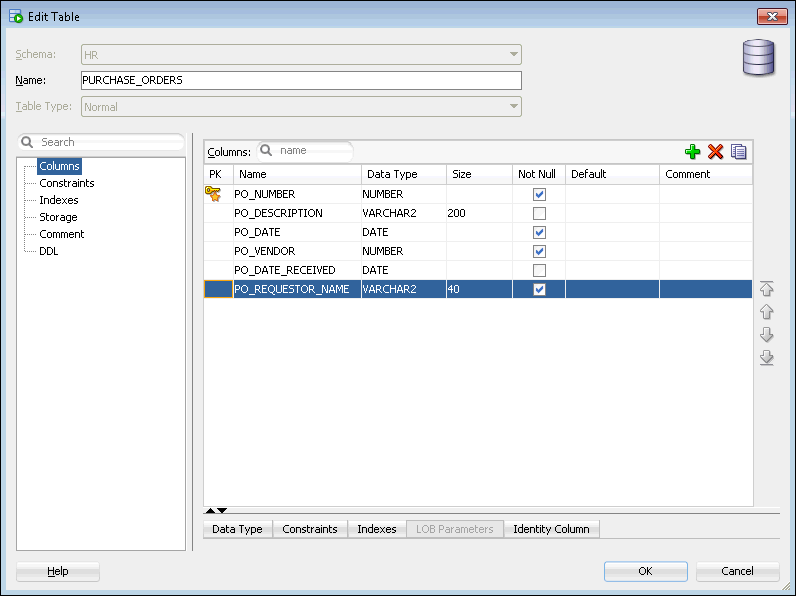 Edit Table
Schema: HR
Name: PURCHASE_ORDERS
Table Type: Normal
Search
Columns
Constraints
Indexes
Storage
Comment
DDL
Columns: name
PK Name Data Type Size Not Null Default Comment
PO_NUMBER NUMBER
PO_DESCRIPTION VARCHAR2 200
PO_DATE DATE
PO_VENDOR NUMBER
PO_DATE_RECEIVED DATE
PO_REQUESTOR_NAME VARCHAR2 40
Data Type Constraints Indexes LOB Parameters Identity Column
Help OK Cancel